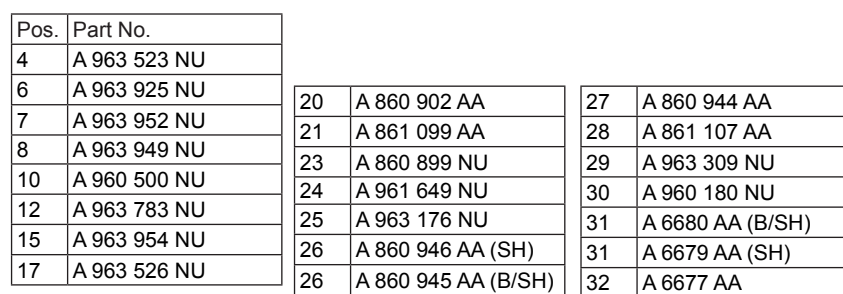 Pos. Part No.
4 A 963 523 NU
6 A 963 925 NU
7 A 963 952 NU
8 A 963 949 NU
10 A 960 500 NU
12 A 963 783 NU
15 A 963 954 NU
17 A 963 526 NU
20 A 860 902 AA
21 A 861 099 AA
23 A 860 899 NU
24 A 961 649 NU
25 A 963 176 NU
26 A 860 946 AA (SH)
26 A 860 945 AA (B/SH)
27 A 860 944 AA
28 A 861 107 AA
29 A 963 309 NU
30 A 960 180 NU
31 A 6680 AA (B/SH)
31 A 6679 AA (SH)
32 A 6677 AA